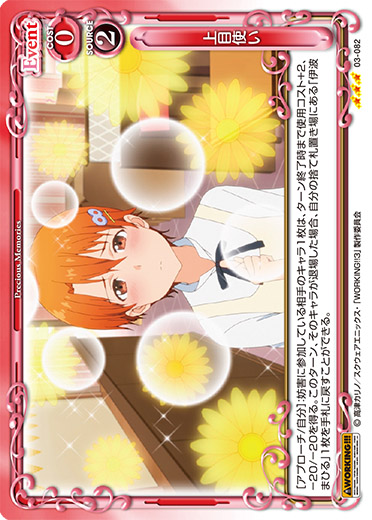 Event
COST
0
SOURCE
2
上目使い
Precious Memories
［アプローチ/自分］：妨害に参加している相手のキャラ1枚は、ターン終了時まで使用コスト+2、
-20/-20を得る。このターン、そのキャラが退場した場合、自分の捨て札置き場にある「伊波
まひる」1枚を手札に戻すことができる。
WORKING!!!
©高津カリノ／スクウェアエニックス・「WORKING!!3」製作委員会
03-082